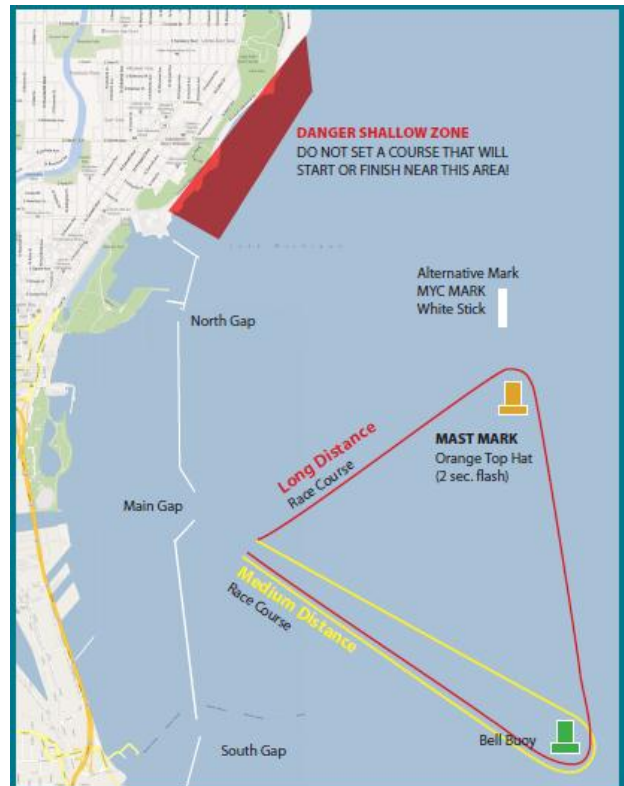 DANGER SHALLOW ZONE
DO NOT SET A COURSE THAT WILL
START OR FINISH NEAR THIS AREA!
Lake Michigan
Alternative Mark
MYC MARK
White Stick
North Gap
MAST MARK
Orange Top Hat
(2 sec. flash)
Long Distance
Race Course
Main Gap
Medium Distance
Race Course
Bell Buoy
South Gap